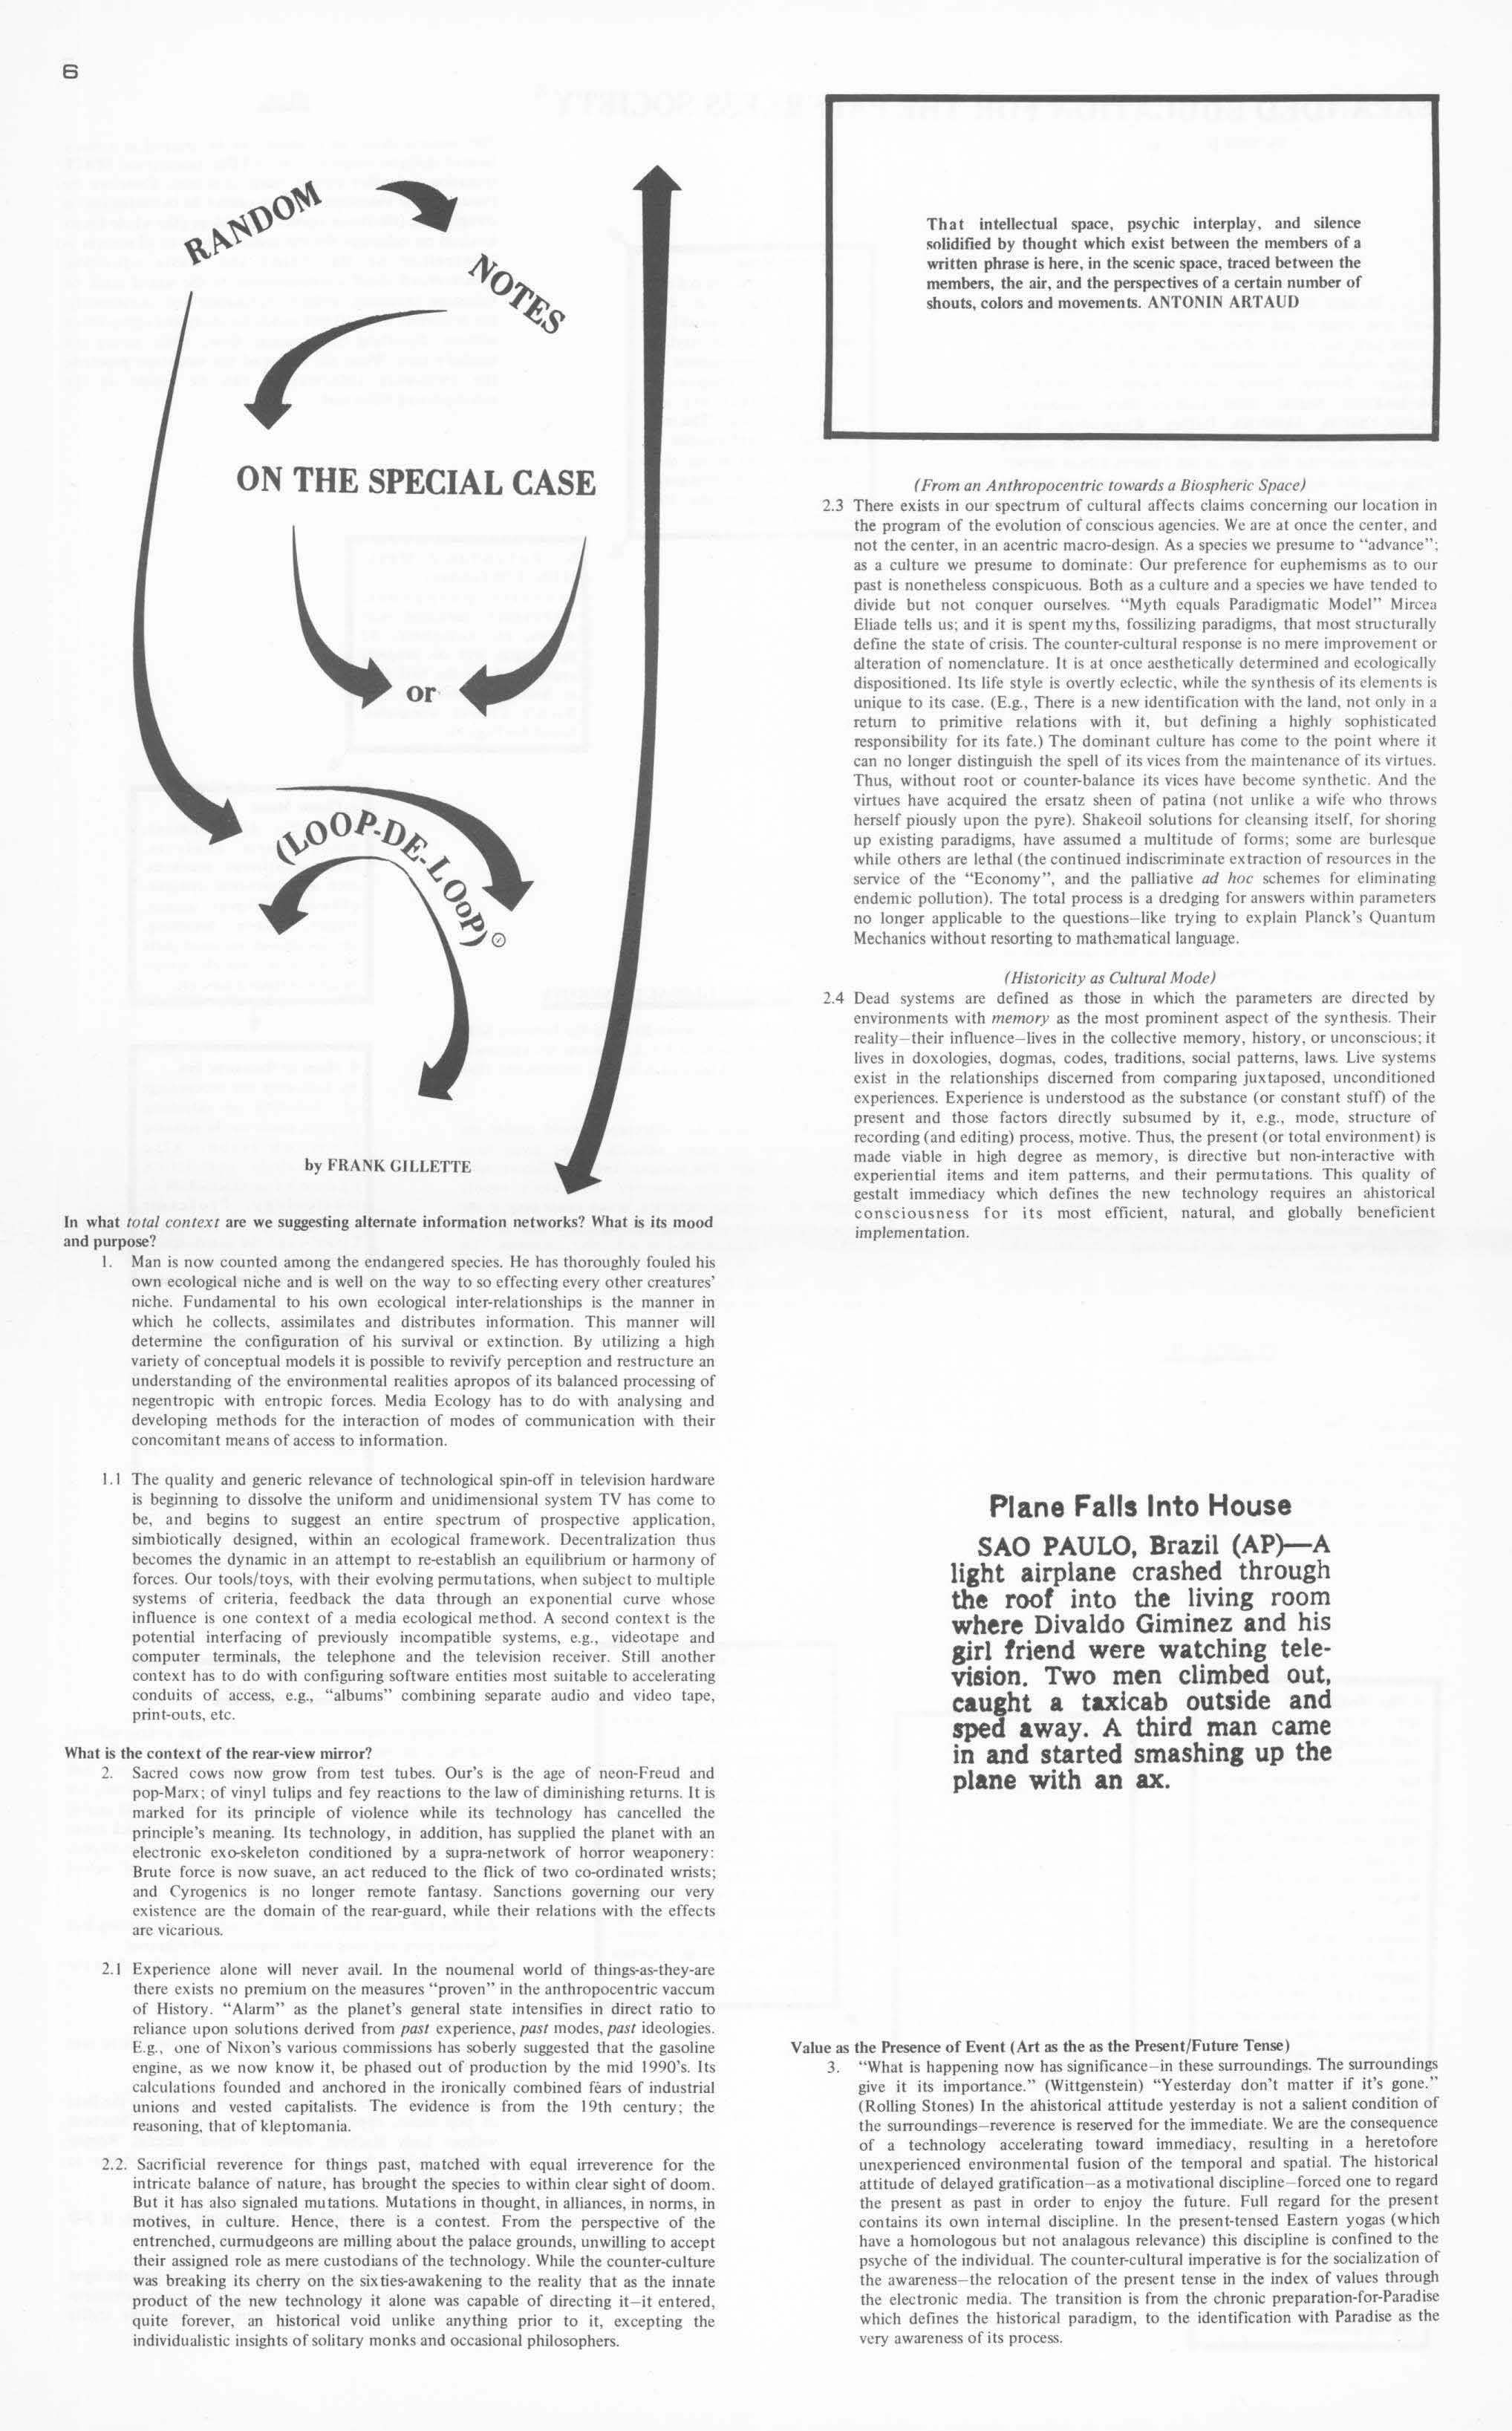 6
RANDOM
NOTES
ON THE SPECIAL CASE
or
(LOOP-DE-LOoP)
by FRANK GILLETTE
In what total context are we suggesting alternate information networks? What is its mood
and purpose?
1. Man is now counted among the endangered species. He has thoroughly fouled his
own ecological niche and is well on the way to so effecting every other creatures'
niche. Fundamental to his own ecological inter-relationships is the manner in
which he collects, assimilates and distributes information. This manner will
determine the configuration of his survival or extinction. By utilizing a high
variety of conceptual models it is possible to revivify perception and restructure an
understanding of the environmental realities apropos of its balanced processing of
negentropic with entropic forces. Media Ecology has to do with analysing and
developing methods for the interaction of modes of communication with their
concomitant means of access to information.
1.1 The quality and generic relevance of technological spin-off in television hardware
is beginning to dissolve the uniform and unidimensional system TV has come to
be, and begins to suggest an entire spectrum of prospective application,
simbiotically designed, within an ecological framework. Decentralization thus
becomes the dynamic in an attempt to re-establish an equilibrium or harmony of
forces. Our tools/toys, with their evolving permutations, when subject to multiple
systems of criteria, feedback the data through an exponential curve whose
influence is one context of a media ecological method. A second context is the
potential interfacing of previously incompatible systems, e.g., videotape and
computer terminals, the telephone and the television receiver. Still another
context has to do with configuring software entities most suitable to accelerating
conduits of access, e.g., "albums" combining separate audio and video tape,
print-outs, etc.
What is the context of the rear-view mirror?
2. Sacred cows now grow from test tubes. Our's is the age of neon-Freud and
pop-Marx; of vinyl tulips and fey reactions to the law of diminishing returns. It is
marked for its principle of violence while its technology has cancelled the
principle's meaning. Its technology, in addition, has supplied the planet with an
electronic exo-skeleton conditioned by a supra-network of horror weaponery:
Brute force is now suave, an act reduced to the flick of two co-ordinated wrists;
and Cyrogenics is no longer remote fantasy. Sanctions governing our very
existence are the domain of the rear-guard, while their relations with the effects
are vicarious.
2.1 Experience alone will never avail. In the noumenal world of things-as-they-are
there exists no premium on the measures "proven" in the anthropocentric vaccum
of History. "Alarm" as the planet's general state intensifies in direct ratio to
reliance upon solutions derived from past experience, past modes, past ideologies.
E.g., one of Nixon's various commissions has soberly suggested that the gasoline
engine, as we now know it, be phased out of production by the mid 1990's. Its
calculations founded and anchored in the ironically combined fears of industrial
unions and vested capitalists. The evidence is from the 19th century; the
reasoning, that of kleptomania.
2.2. Sacrificial reverence for things past, matched with equal irreverence for the
intricate balance of nature, has brought the species to within clear sight of doom.
But it has also signaled mutations. Mutations in thought, in alliances, in norms, in
motives, in culture. Hence, there is a contest. From the perspective of the
entrenched, curmudgeons are milling about the palace grounds, unwilling to accept
their assigned role as mere custodians of the technology. While the counter-culture
was breaking its cherry on the sixties-awakening to the reality that as the innate
product of the new technology it alone was capable of directing it—it entered,
quite forever, an historical void unlike anything prior to it, excepting the
individualistic insights of solitary monks and occasional philosophers.
That intellectual space, psychic interplay, and silence
solidified by thought which exist between the members of a
written phrase is here, in the scenic space, traced between the
members, the air, and the perspectives of a certain number of
shouts, colors and movements. ANTONIN ARTAUD
(From an Anthropocentric towards a Biospheric Space)
2.3 There exists in our spectrum of cultural affects claims concerning our location in
the program of the evolution of conscious agencies. We are at once the center, and
not the center, in an acentric macro-design. As a species we presume to "advance";
as a culture we presume to dominate: Our preference for euphemisms as to our
past is nonetheless conspicuous. Both as a culture and a species we have tended to
divide but not conquer ourselves. "Myth equals Paradigmatic Model" Mircea
Eliade tells us; and it is spent myths, fossilizing paradigms, that most structurally
define the state of crisis. The counter-cultural response is no mere improvement or
alteration of nomenclature. It is at once aesthetically determined and ecologically
dispositioned. Its life style is overtly eclectic, while the synthesis of its elements is
unique to its case. (E.g., There is a new identification with the land, not only in a
return to primitive relations with it, but defining a highly sophisticated
responsibility for its fate.) The dominant culture has come to the point where it
can no longer distinguish the spell of its vices from the maintenance of its virtues.
Thus, without root or counter-balance its vices have become synthetic. And the
virtues have acquired the ersatz sheen of patina (not unlike a wife who throws
herself piously upon the pyre). Shakeoil solutions for cleansing itself, for shoring
up existing paradigms, have assumed a multitude of forms; some are burlesque
while others are lethal (the continued indiscriminate extraction of resources in the
service of the "Economy", and the palliative ad hoc schemes for eliminating
endemic pollution). The total process is a dredging for answers within parameters
no longer applicable to the questions—like trying to explain Planck's Quantum
Mechanics without resorting to mathematical language.
(Historicity as Cultural Mode)
2.4 Dead systems are defined as those in which the parameters are directed by
environments with memory as the most prominent aspect of the synthesis. Their
reality—their influence—lives in the collective memory, history, or unconscious; it
lives in doxologies, dogmas, codes, traditions, social patterns, laws. Live systems
exist in the relationships discerned from comparing juxtaposed, unconditioned
experiences. Experience is understood as the substance (or constant stuff) of the
present and those factors directly subsumed by it, e.g., mode, structure of
recording (and editing) process, motive. Thus, the present (or total environment) is
made viable in high degree as memory, is directive but non-interactive with
experiential items and item patterns, and their permutations. This quality of
gestalt immediacy which defines the new technology requires an ahistorical
consciousness for its most efficient, natural, and globally beneficient
implementation.
Plane Falls Into House
SAO PAULO, Brazil (AP)—A
light airplane crashed through
the roof into the living room
where Divaldo Giminez and his
girl friend were watching tele-
vision. Two men climbed out,
caught a taxicab outside and
sped away. A third man came
in and started smashing up the
plane with an ax.
Value as the Presence of Event (Art as the as the Present/Future Tense)
3. "What is happening now has significance—in these surroundings. The surroundings
give it its importance." (Wittgenstein) "Yesterday don't matter if it's gone."
(Rolling Stones) In the ahistorical attitude yesterday is not a salient condition of
the surroundings—reverence is reserved for the immediate. We are the consequence
of a technology accelerating toward immediacy, resulting in a heretofore
unexperienced environmental fusion of the temporal and spatial. The historical
attitude of delayed gratification—as a motivational discipline—forced one to regard
the present as past in order to enjoy the future. Full regard for the present
contains its own internal discipline. In the present-tensed Eastern yogas (which
have a homologous but not analagous relevance) this discipline is confined to the
psyche of the individual. The counter-cultural imperative is for the socialization of
the awareness—the relocation of the present tense in the index of values through
the electronic media. The transition is from the chronic preparation-for-Paradise
which defines the historical paradigm, to the identification with Paradise as the
very awareness of its process.